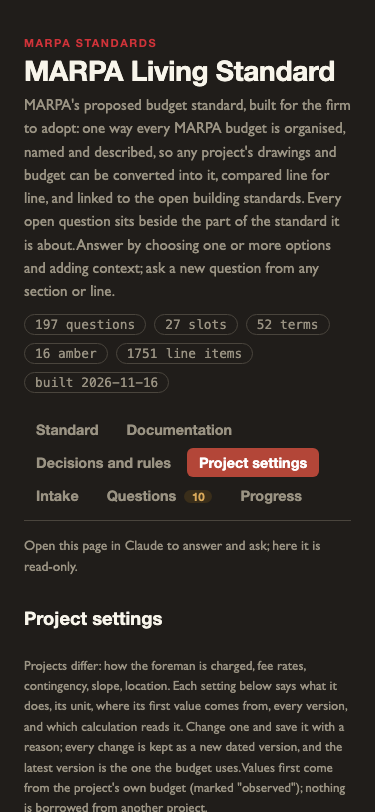 MARPA STANDARDS
MARPA Living Standard
MARPA's proposed budget standard, built for the firm
to adopt: one way every MARPA budget is organised,
named and described, so any project's drawings and
budget can be converted into it, compared line for
line, and linked to the open building standards. Every
open question sits beside the part of the standard it
is about. Answer by choosing one or more options
and adding context; ask a new question from any
section or line.
197 questions 27 slots 52 terms
16 amber 1751 line items
built 2026-11-16
Standard Documentation
Decisions and rules Project settings
Intake Questions 10 Progress
Open this page in Claude to answer and ask; here it is
read-only.
Project settings
Projects differ: how the foreman is charged, fee rates,
contingency, slope, location. Each setting below says what it
does, its unit, where its first value comes from, every version,
and which calculation reads it. Change one and save it with a
reason; every change is kept as a new dated version, and the
latest version is the one the budget uses. Values first come
from the project's own budget (marked "observed"); nothing
is borrowed from another project.